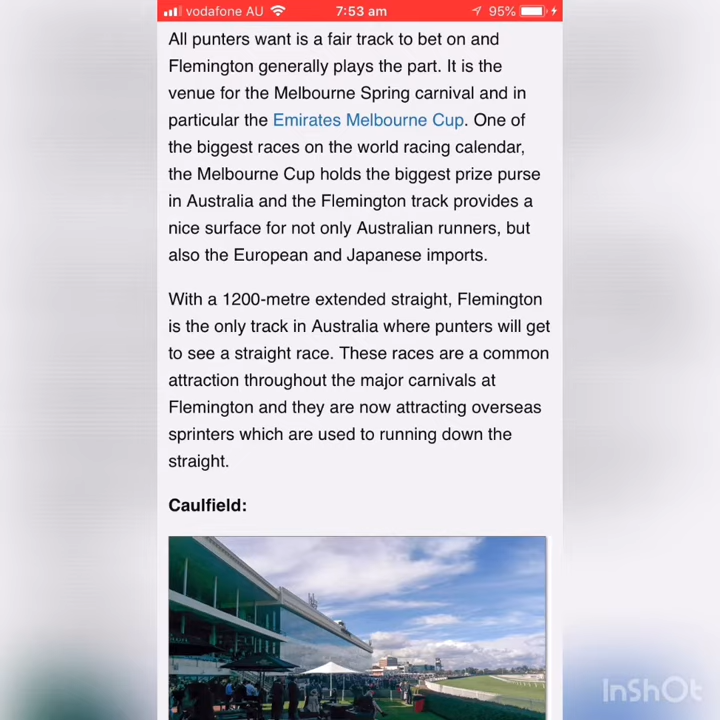 vodafone AU 7:53 am 95%
All punters want is a fair track to bet on and
Flemington generally plays the part. It is the
venue for the Melbourne Spring carnival and in
particular the Emirates Melbourne Cup. One of
the biggest races on the world racing calendar,
the Melbourne Cup holds the biggest prize purse
in Australia and the Flemington track provides a
nice surface for not only Australian runners, but
also the European and Japanese imports.
With a 1200-metre extended straight, Flemington
is the only track in Australia where punters will get
to see a straight race. These races are a common
attraction throughout the major carnivals at
Flemington and they are now attracting overseas
sprinters which are used to running down the
straight.
Caulfield:
InShOt